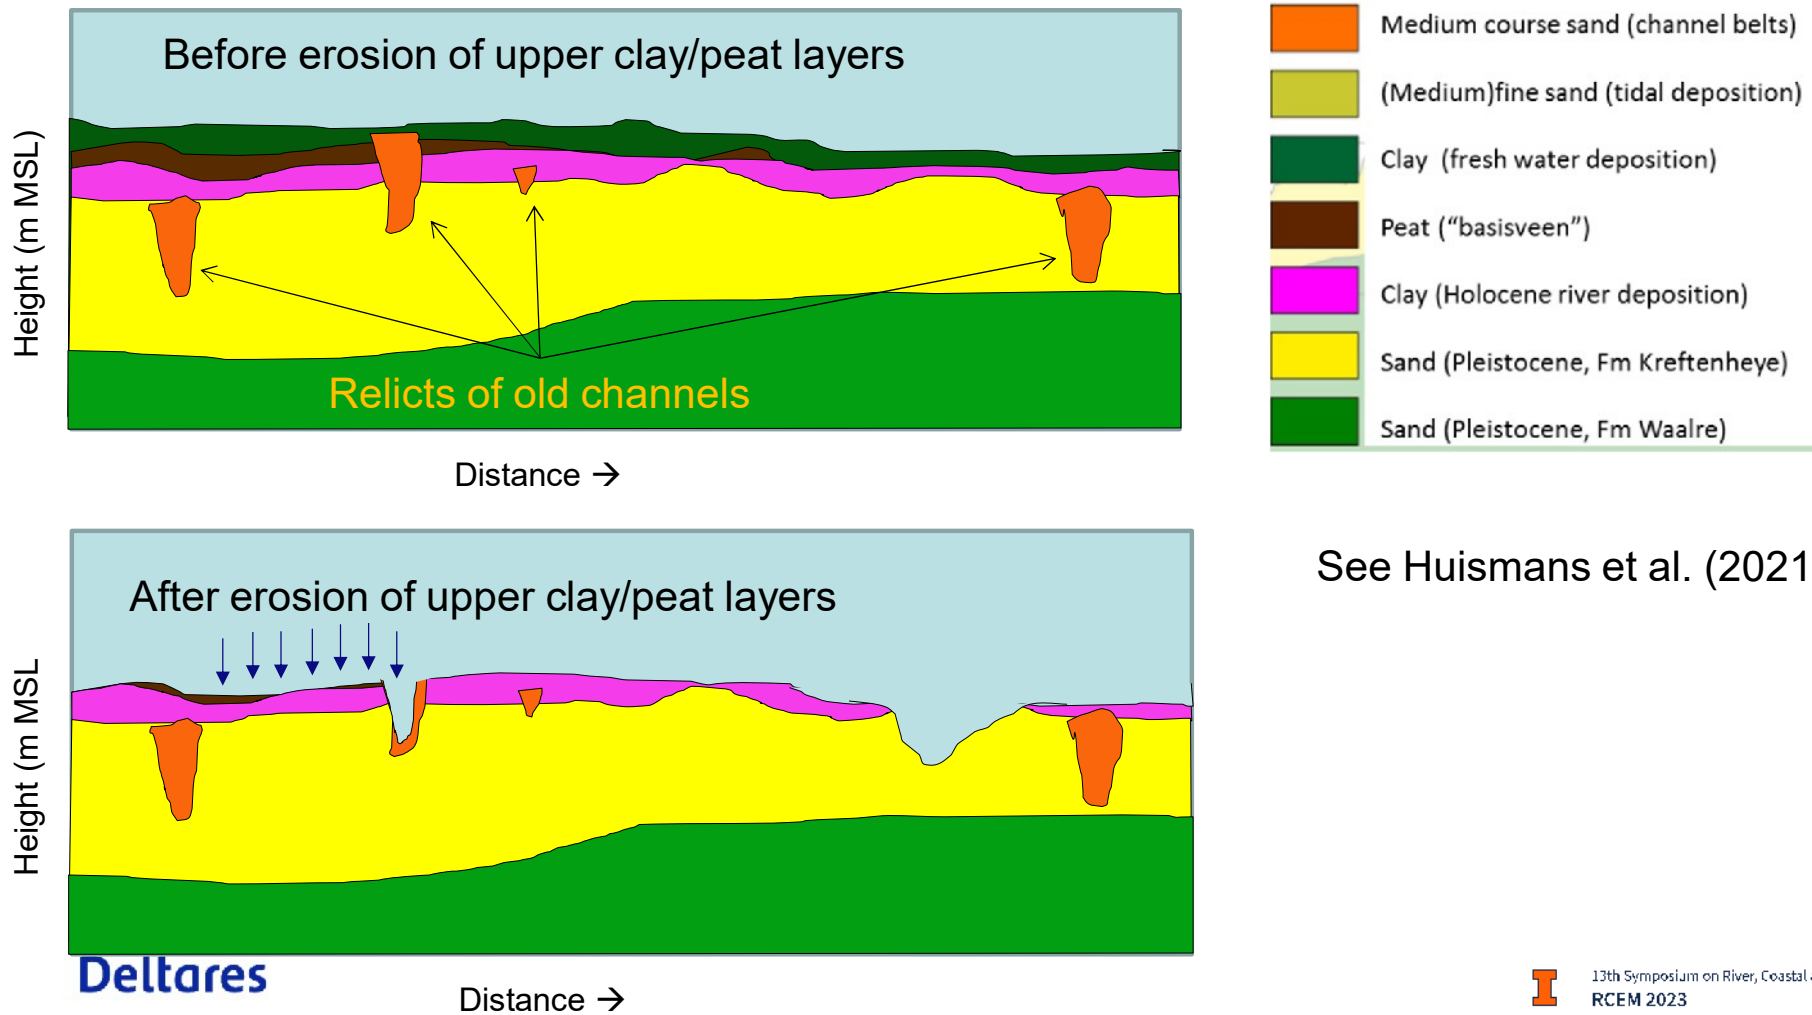 Before erosion of upper clay/peat layers
Height (m MSL)
Relicts of old channels
Distance →
Medium course sand (channel belts)
(Medium)fine sand (tidal deposition)
Clay (fresh water deposition)
Peat (“basisveen”)
Clay (Holocene river deposition)
Sand (Pleistocene, Fm Kreftenheye)
Sand (Pleistocene, Fm Waalre)
After erosion of upper clay/peat layers
Height (m MSL
See Huismans et al. (2021
Deltares
Distance →
13th Symposium on River, Coastal
RCEM 2023